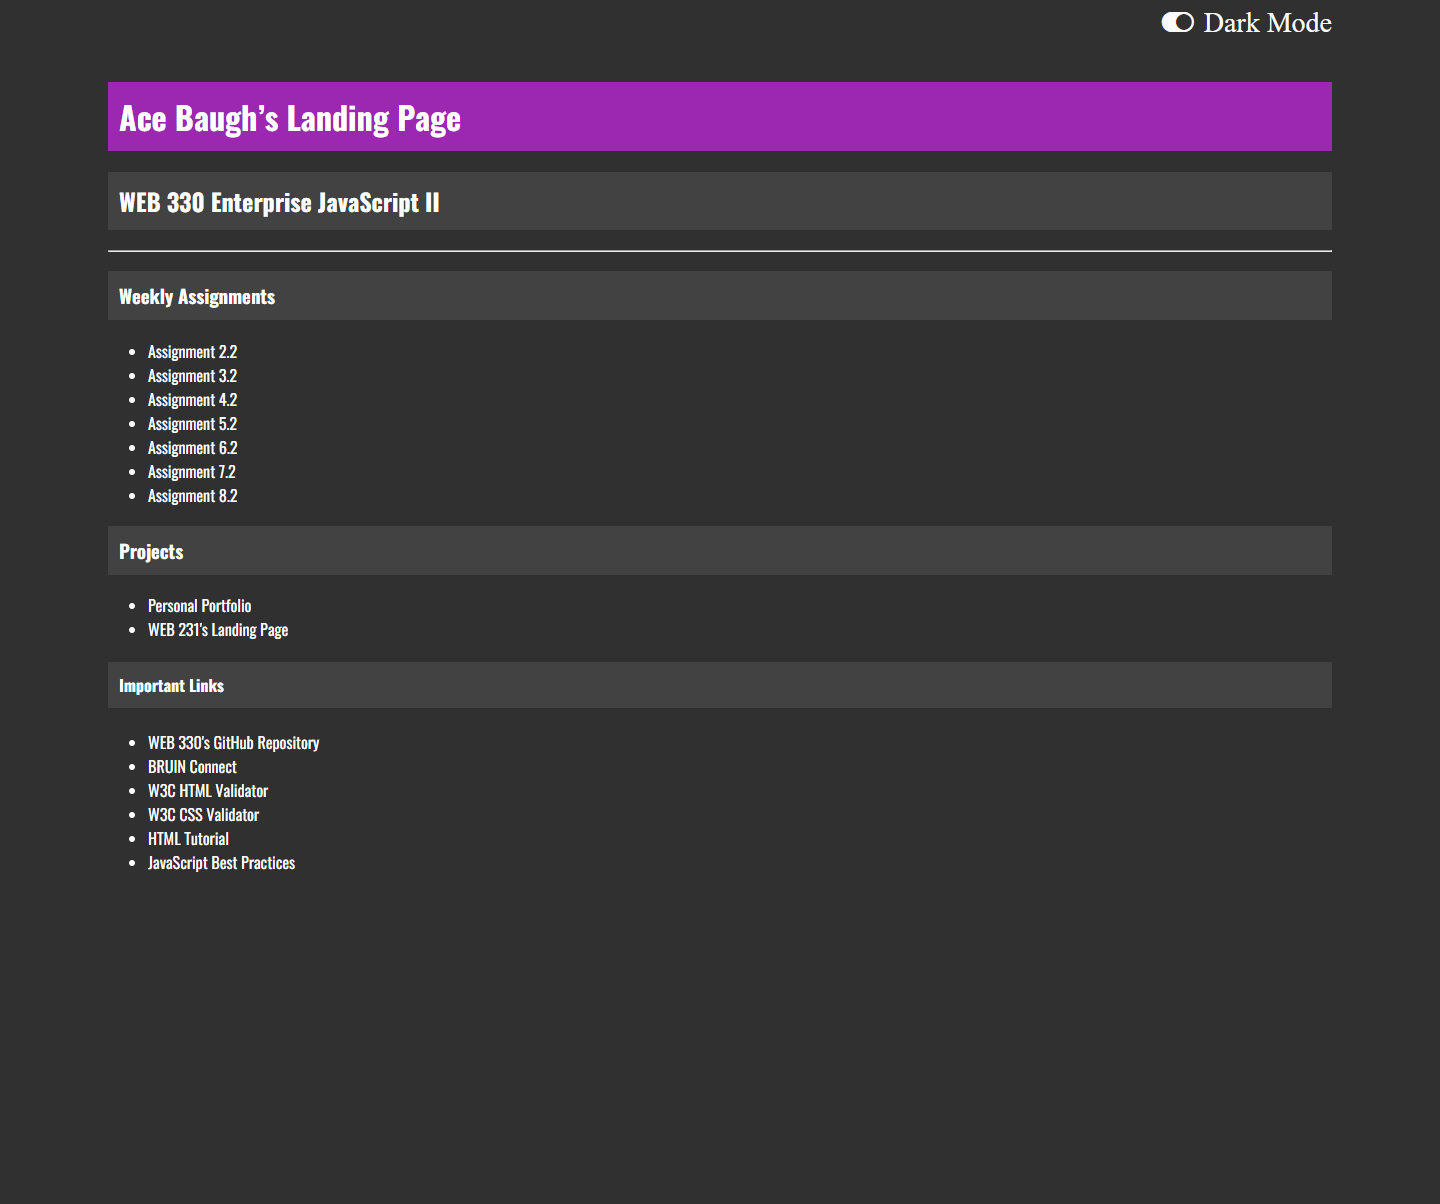 Dark Mode
Ace Baugh’s Landing Page
WEB 330 Enterprise JavaScript II
Weekly Assignments
Assignment 2.2
Assignment 3.2
Assignment 4.2
Assignment 5.2
Assignment 6.2
Assignment 7.2
Assignment 8.2
Projects
Personal Portfolio
WEB 231's Landing Page
Important Links
WEB 330's GitHub Repository
BRUIN Connect
W3C HTML Validator
W3C CSS Validator
HTML Tutorial
JavaScript Best Practices